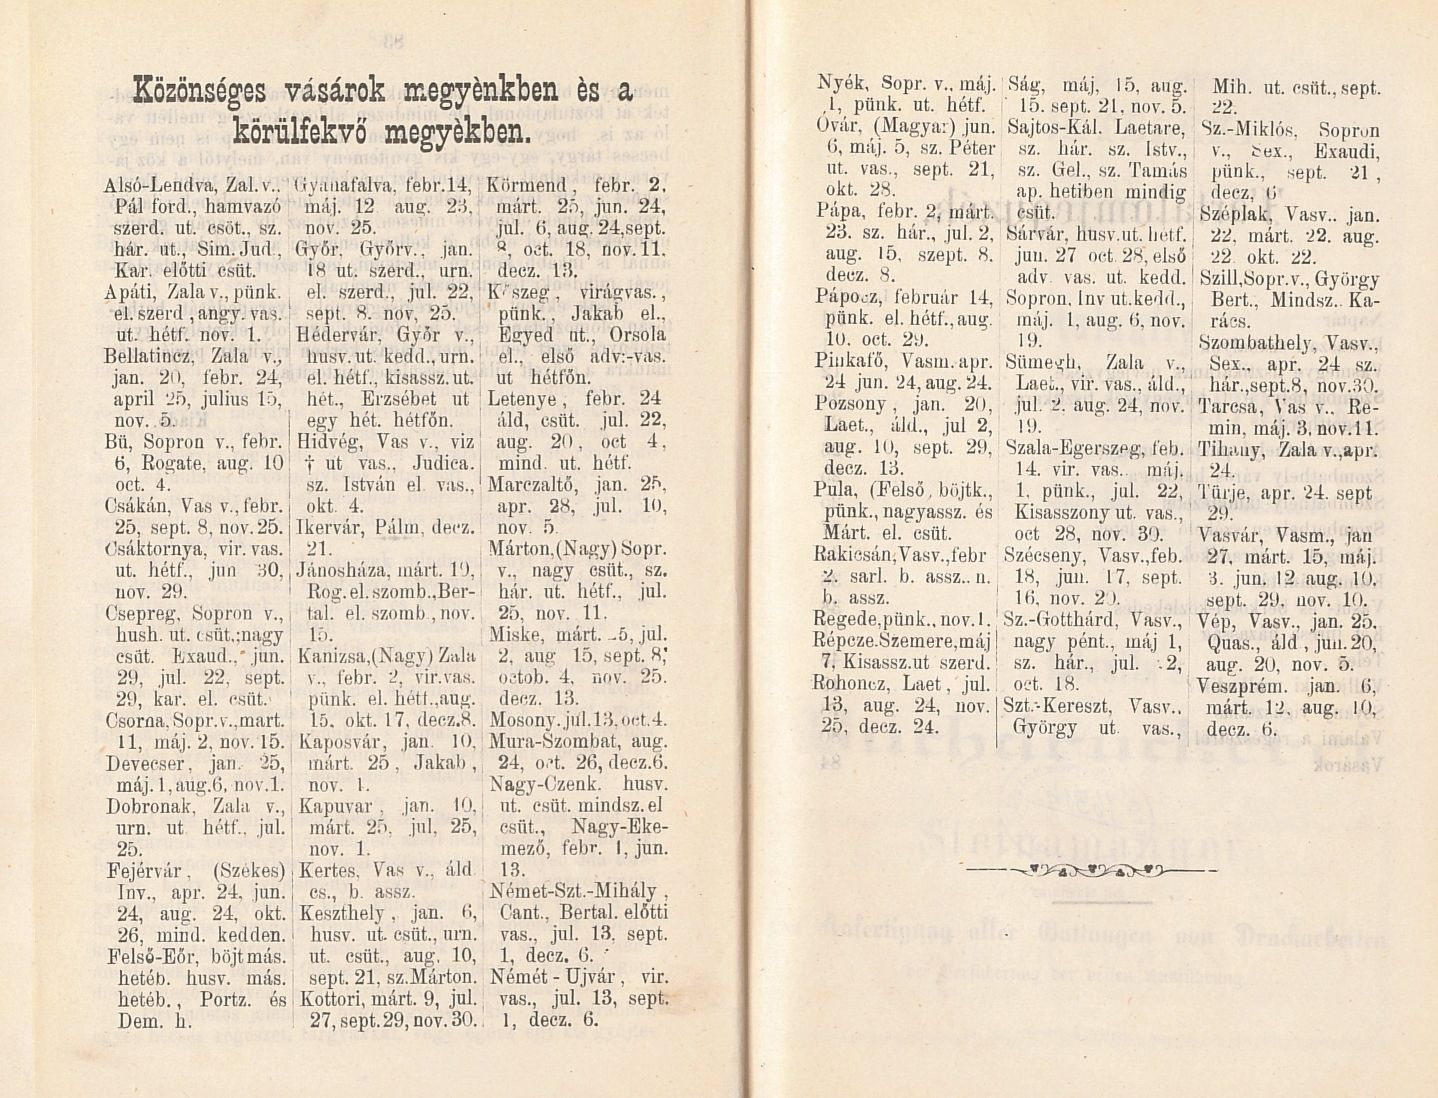 Közönséges vásárok megyènkben ès a
körülfekvő megyèkben.
Alsó-Lendva, Zal. v..
Pál ford., hamvazó
szerd. ut. csöt., sz.
hár. ut., Sim. Jud.,
Kar. előtti csüt.
Apáti, Zala v., pünk.
el. szerd , angy. vas.
ut. hétf. nov. 1.
Bellatincz, Zala v.,
jan. 20, febr. 24,
april 25, julius 15,
nov. 5.
Bü, Sopron v., febr.
6, Rogate, aug. 10
oct. 4.
Csákán, Vas v., febr.
25, sept. 8, nov. 25.
Csáktornya, vir. vas.
ut. hétf., jun 30,
nov. 29.
Csepreg, Sopron v.,
hush. ut. csüt.,;nagy
csüt. Exaud., jun.
29, jul. 22, sept.
29, kar. el. csüt.
Csorna, Sopr. v., mart.
11, máj. 2, nov. 15.
Devecser, jan. 25,
máj. 1, aug. 6, nov. 1.
Dobronak, Zala v.,
urn. ut hétf., jul.
25.
Fejérvár, (Székes)
Inv., apr. 24, jun.
24, aug. 24, okt.
26, mind. kedden.
Felső-Eőr, böjt más.
hetéb. husv. más.
hetéb., Portz. és
Dem. h.
Gyanafalva, febr. 14,
máj. 12 aug. 23,
nov. 25.
Győr, Győrv., jan.
18 ut. szerd., urn.
el. szerd., jul. 22,
sept. 8. nov, 25.
Hédervár, Győr v.,
husv. ut. kedd., urn.
el. hétf., kisassz. ut.
hét., Erzsébet ut
egy hét. hétfőn.
Hidvég, Vas v., viz
† ut vas., Judica.
sz. István el vas.,
okt 4.
Ikervár, Pálm, decz.
21.
Jánosháza, márt. 19,
Rog. el. szomb., Ber-
tal. el. szomb., nov.
15.
Kanizsa, (Nagy) Zala
v., febr. 2, vir. vas.
pünk. el. hétf., aug.
15. okt. 17, decz. 8.
Kaposvár, jan. 10,
márt. 25, Jakab,
nov. 1.
Kapuvar, jan. 10,
márt. 25, jul, 25,
nov. 1.
Kertes, Vas v., áld
cs., b. assz.
Keszthely, jan. 6,
husv. ut. csüt., urn.
ut. csüt., aug. 10,
sept. 21, sz. Márton.
Kottori, márt. 9, jul.
27, sept. 29, nov. 30.
Körmend, febr. 2,
márt. 25, jun. 24,
jul. 6, aug. 24, sept.
8, oct. 18, nov. 11,
decz. 13.
K szeg, virágvas.,
pünk., Jakab el.,
Egyed ut., Orsola
el., első adv:-vas.
ut hétfőn.
Letenye, febr. 24
áld, csüt. jul. 22,
aug. 20, oct 4,
mind. ut. hétf.
Marczaltő, jan. 25,
apr. 28, jul. 10,
nov. 5.
Márton, (Nagy) Sopr.
v., nagy csüt., sz.
hár. ut. hétf., jul.
25, nov. 11.
Miske, márt. 5, jul.
2, aug 15, sept. 8,
octob. 4, nov. 25.
decz. 13.
Mosony. jul. 13, oct. 4.
Mura-Szombat, aug.
24, oct. 26, decz. 6.
Nagy-Czenk. husv.
ut. csüt. mindsz. el
csüt., Nagy-Eke-
mező, febr. 1, jun.
13.
Német-Szt.-Mihály,
Cant., Bertal. előtti
vas., jul. 13, sept.
1, decz. 6.
Némett - Ujvár, vir.
vas., jul. 13, sept.
1, decz. 6.
Nyék, Sopr. v., máj.
1, pünk. ut. hétf.
Óvár, (Magyar) jun.
6, máj. 5, sz. Péter
ut. vas., sept. 21,
okt. 28.
Pápa, febr. 2, márt.
23. sz. hár., jul. 2,
aug. 15, szept. 8.
decz. 8.
Pápocz, február 14,
pünk. el. hétf., aug.
10. oct. 29.
Pinkafő, Vasm. apr.
24 jun. 24, aug. 24.
Pozsony, jan. 20,
Laet., áld., jul 2,
aug. 10, sept. 29,
decz. 13.
Pula, (Felső, böjtk.,
pünk., nagyassz. és
Márt. el. csüt.
Rakicsán, Vasv., febr
2. sarl. b. assz.. n.
b. assz.
Regede, pünk., nov. 1.
Répcze. Szemere, máj
7. Kisassz. ut szerd.
Rohoncz, Laet, jul.
13, aug. 24, nov.
25, decz. 24.
Ság, máj, 15, aug.
15. sept. 21, nov. 5.
Sajtos-Kál. Laetare,
sz. hár. sz. Istv.,
sz. Gel., sz. Tamás
ap. hetiben mindig
csüt.
Sárvár, husv. ut. hétf.
jun. 27 oct. 28, első
adv. vas. ut. kedd.
Sopron, Inv ut. kedd.,
máj. 1, aug. 6, nov.
19.
Sümegh, Zala v.,
Laet., vir. vas., áld.,
jul. 2. aug. 24, nov.
19.
Szala-Egerszeg, feb.
14. vir. vas. máj.
1, pünk., jul. 22,
Kisasszony ut. vas.,
oct 28, nov. 30.
Szécseny, Vasv., feb.
18, jun. 17, sept.
16, nov. 20.
Sz.-Gotthárd, Vasv.,
nagy pént., máj 1,
sz. hár., jul. 2,
oct. 18.
Szt.-Kereszt, Vasv.,
György ut. vas.,
Mih. ut. csüt., sept.
22.
Sz.-Miklós, Sopron
v., Sex., Exaudi,
pünk., sept. 21,
decz, 6
Széplak, Vasv.. jan.
22, márt. 22. aug.
22 okt. 22.
Szill, Sopr. v., György
Bert., Mindsz.. Ka-
rács.
Szombathely, Vasv.,
Sex., apr. 24 sz.
hár., sept. 8, nov. 30.
Tarcsa, Vas v.. Re-
min, máj. 3, nov. 11.
Tihany, Zala v., apr.
24.
Türje, apr. 24. sept
29.
Vasvár, Vasm., jan
27, márt. 15, máj.
3. jun. 12 aug. 10,
sept. 29, nov. 10.
Vép, Vasv., jan. 25,
Quas., áld, jun. 20,
aug. 20, nov. 5.
Veszprém. jan. 6,
márt. 12, aug. 10,
decz. 6.